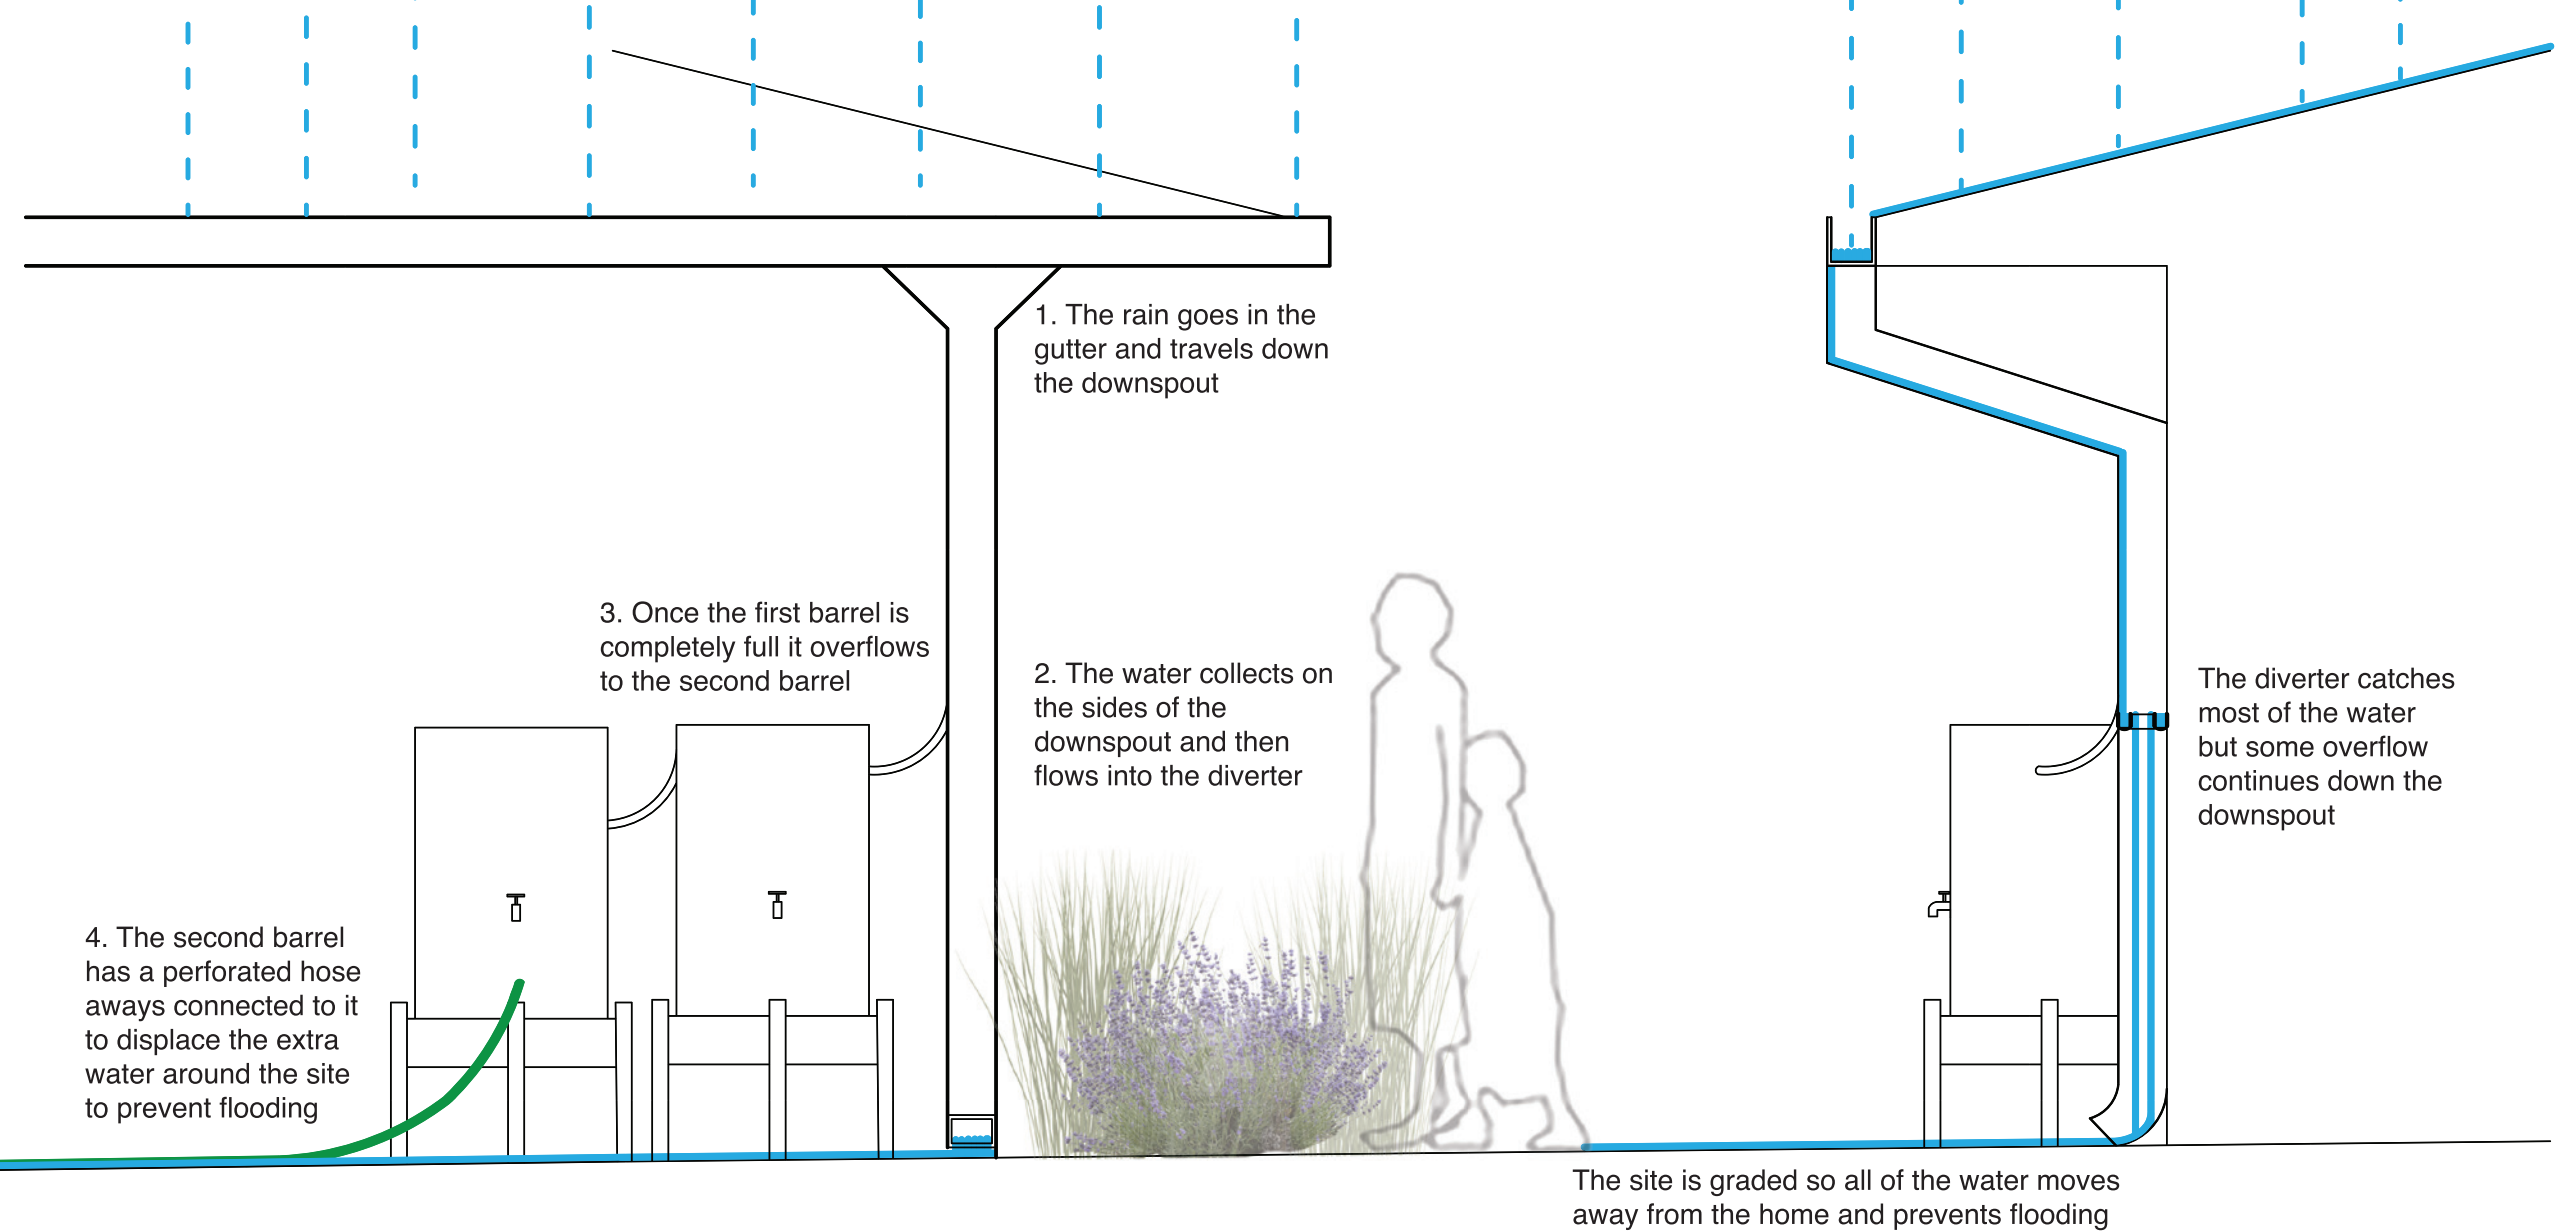 1. The rain goes in the
gutter and travels down
the downspout
3. Once the first barrel is
completely full it overflows
to the second barrel
2. The water collects on
the sides of the
downspout and then
flows into the diverter
The diverter catches
most of the water
but some overflow
continues down the
downspout
4. The second barrel
has a perforated hose
aways connected to it
to displace the extra
water around the site
to prevent flooding
The site is graded so all of the water moves
away from the home and prevents flooding